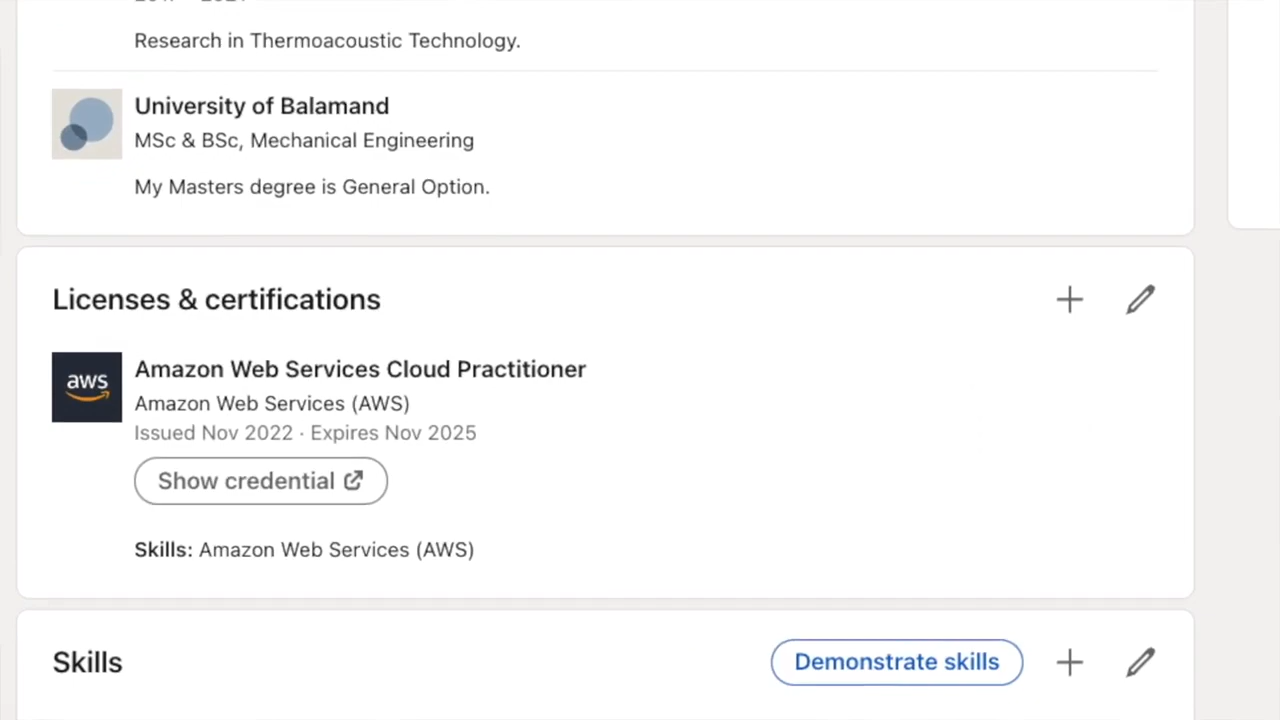 Research in Thermoacoustic Technology.
University of Balamand
MSc & BSc, Mechanical Engineering
My Masters degree is General Option.
Licenses & certifications
aws
Amazon Web Services Cloud Practitioner
Amazon Web Services (AWS)
Issued Nov 2022 · Expires Nov 2025
Show credential
Skills: Amazon Web Services (AWS)
Skills
Demonstrate skills